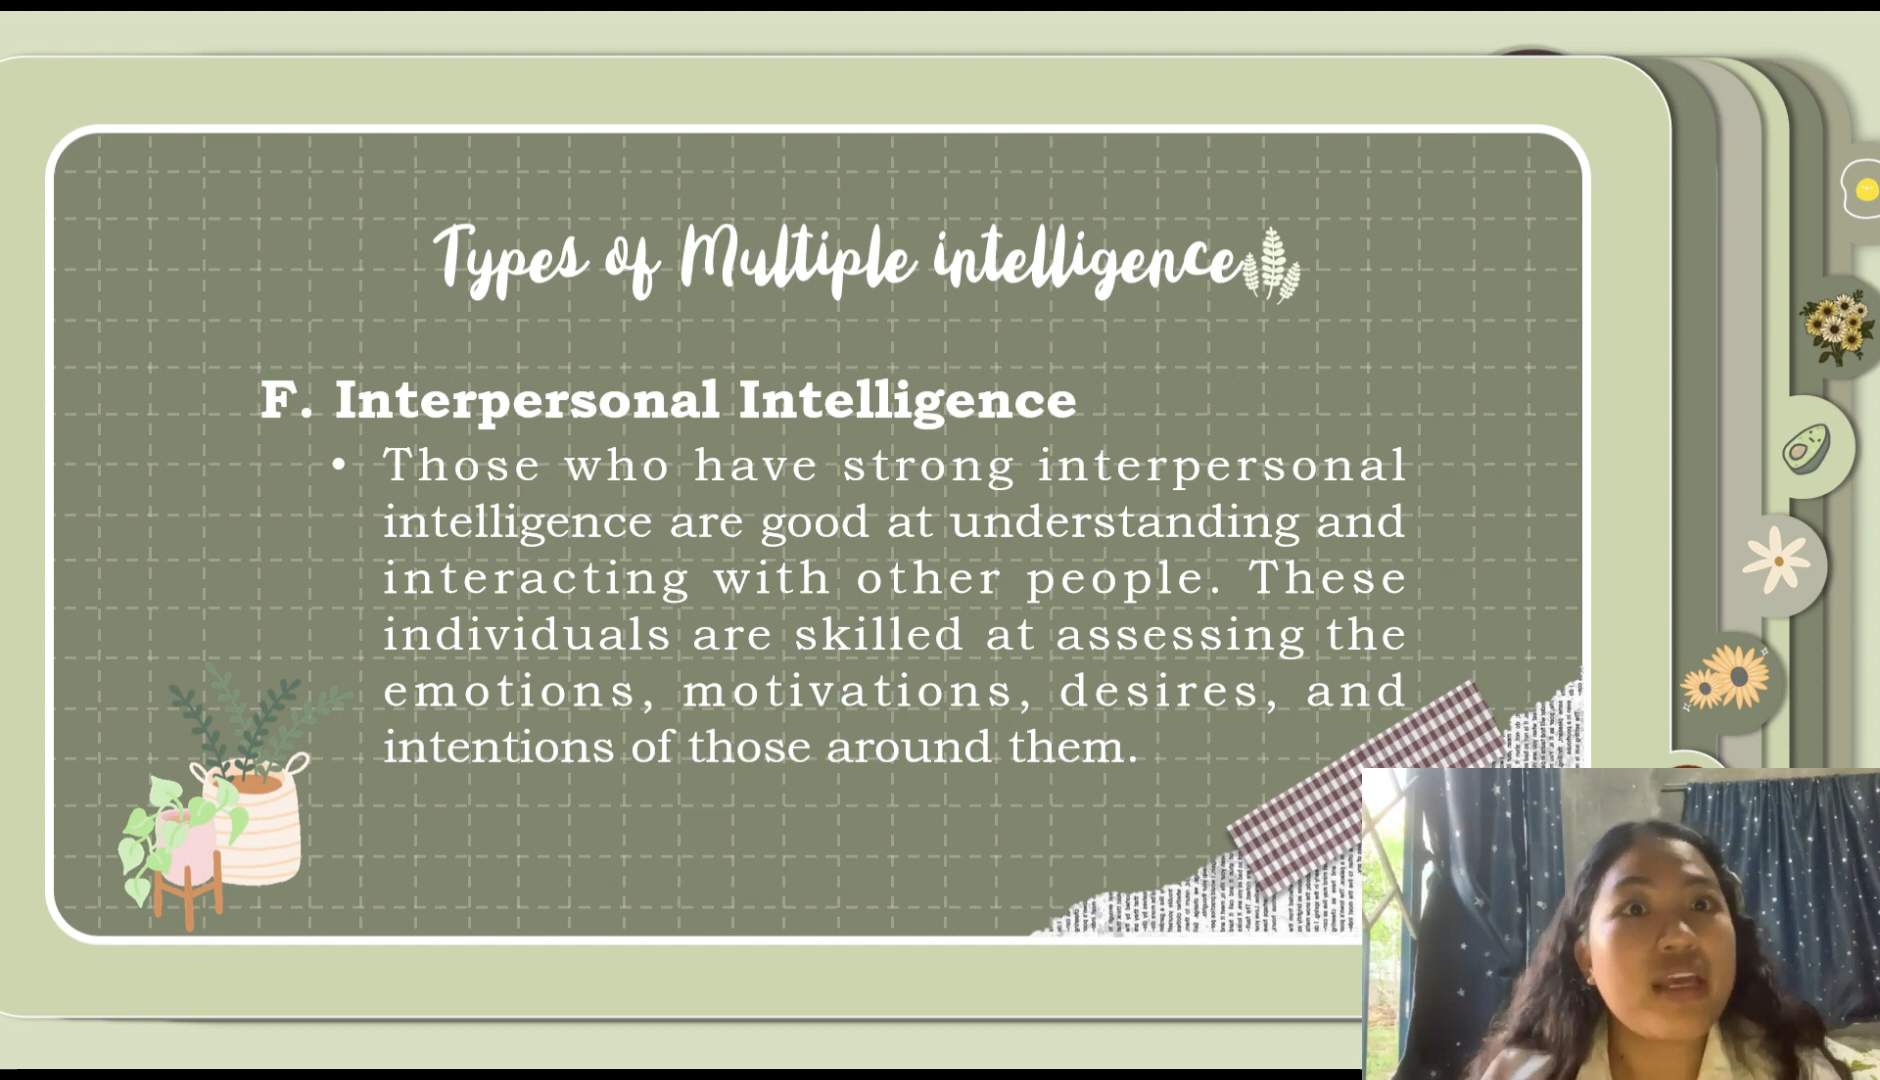 Types of Multiple intelligence
F. Interpersonal Intelligence
• Those who have strong interpersonal
intelligence are good at understanding and
interacting with other people. These
individuals are skilled at assessing the
emotions, motivations, desires, and
intentions of those around them.